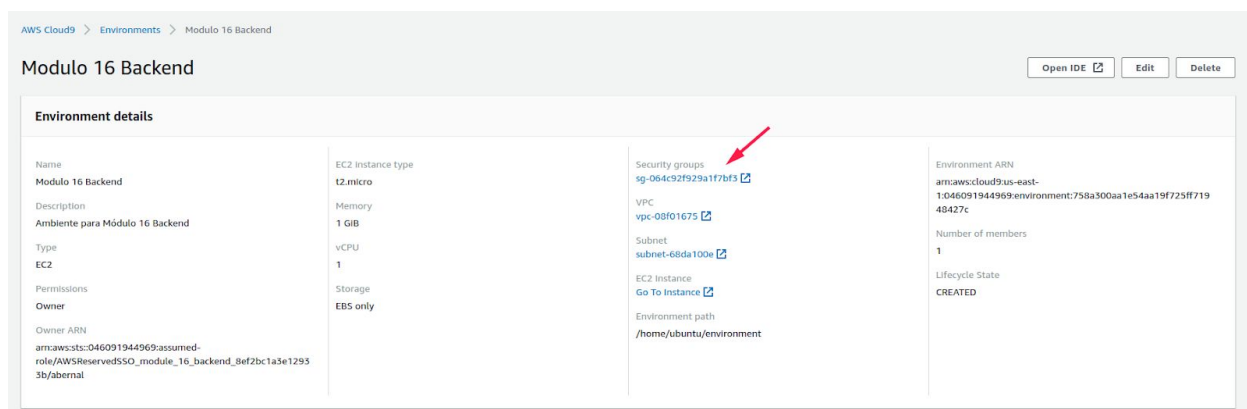 AWS Cloud9 > Environments > Modulo 16 Backend
Modulo 16 Backend
Open IDE
Edit
Delete
Environment details
Name
Modulo 16 Backend
Description
Ambiente para Módulo 16 Backend
Type
EC2
Permissions
Owner
Owner ARN
arn:aws:sts::046091944969:assumed-
role/AWSReservedSSO_module_16_backend_8ef2bc1a3e1293
3b/abernal
EC2 Instance type
t2.micro
Memory
1 GiB
vCPU
1
Storage
EBS only
Security groups
sg-064c92f929a1f7bf3
VPC
vpc-08f01675
Subnet
subnet-68da100e
EC2 Instance
Go To Instance
Environment path
/home/ubuntu/environment
Environment ARN
arn:aws:cloud9:us-east-
1:046091944969:environment:758a300aa1e54aa19f725ff719
48427c
Number of members
1
Lifecycle State
CREATED